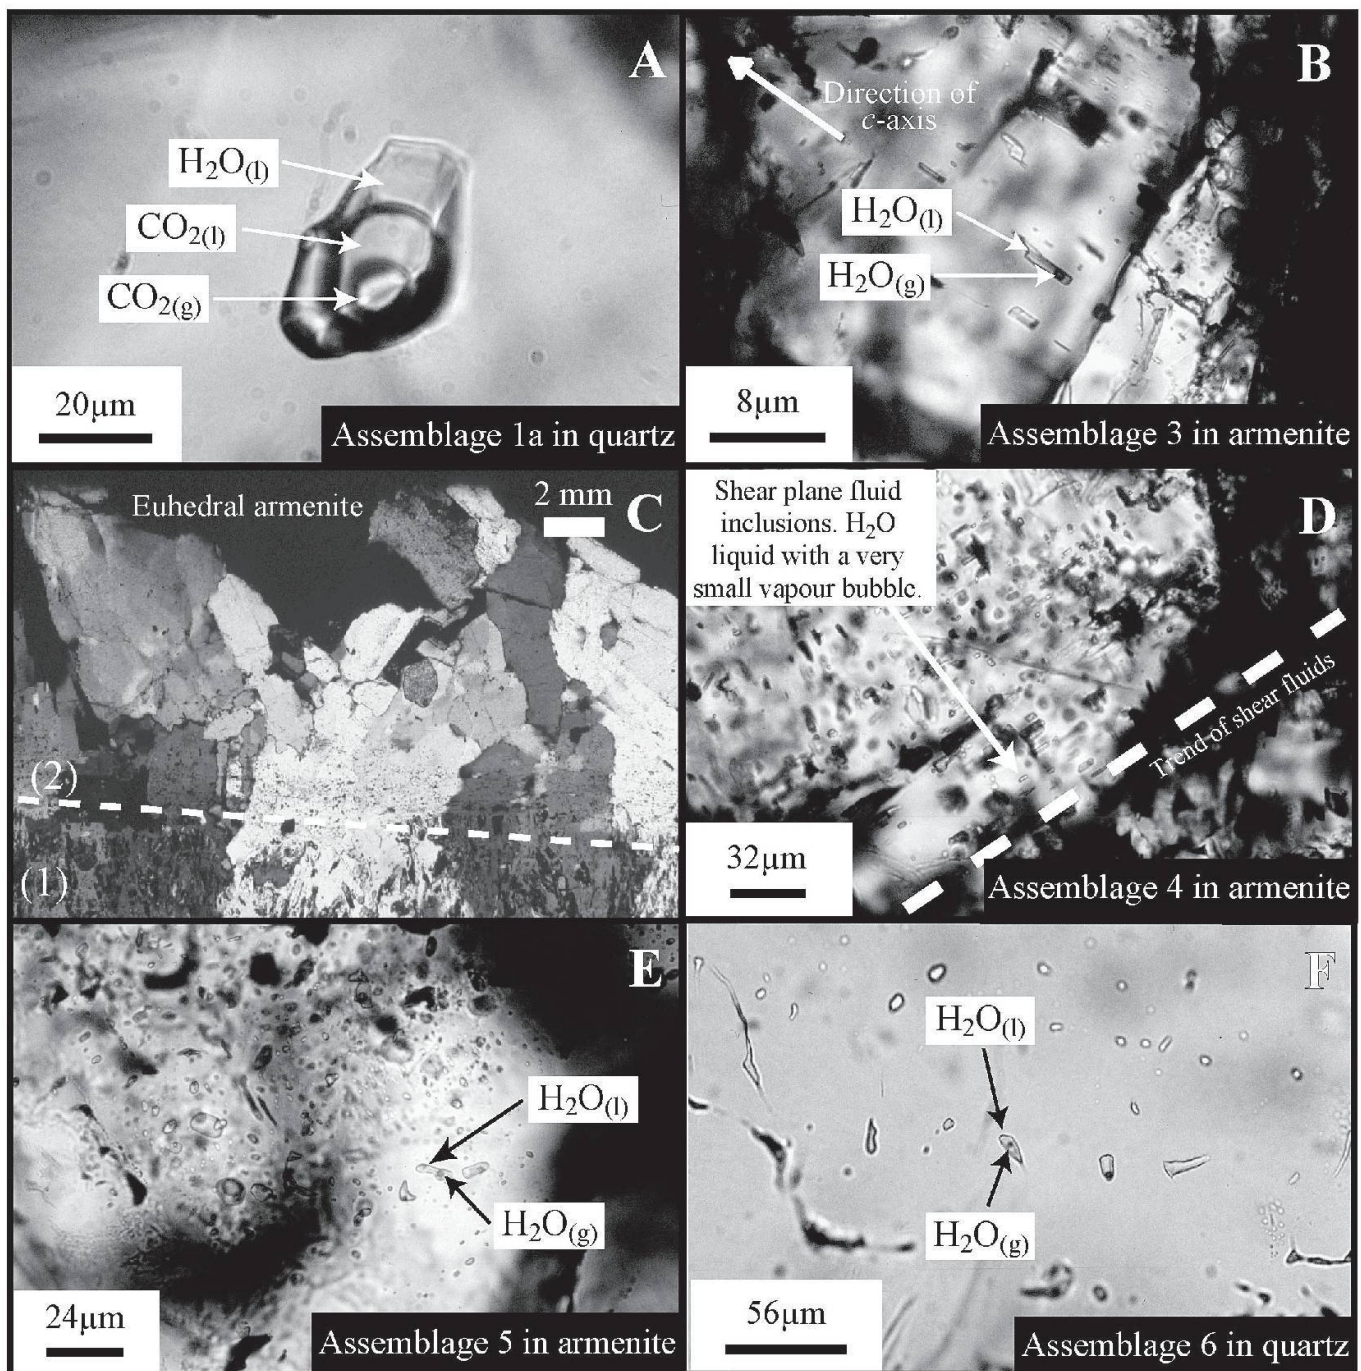 A
H₂O(l)
CO₂(l)
CO₂(g)
20µm
Assemblage 1a in quartz
B
Direction of
c-axis
H₂O(l)
H₂O(g)
8µm
Assemblage 3 in armenite
Euhedral armenite
2 mm
C
(2)
(1)
Shear plane fluid
inclusions. H₂O
liquid with a very
small vapour bubble.
D
Trend of shear fluids
32µm
Assemblage 4 in armenite
E
H₂O(l)
H₂O(g)
24µm
Assemblage 5 in armenite
F
H₂O(l)
H₂O(g)
56µm
Assemblage 6 in quartz